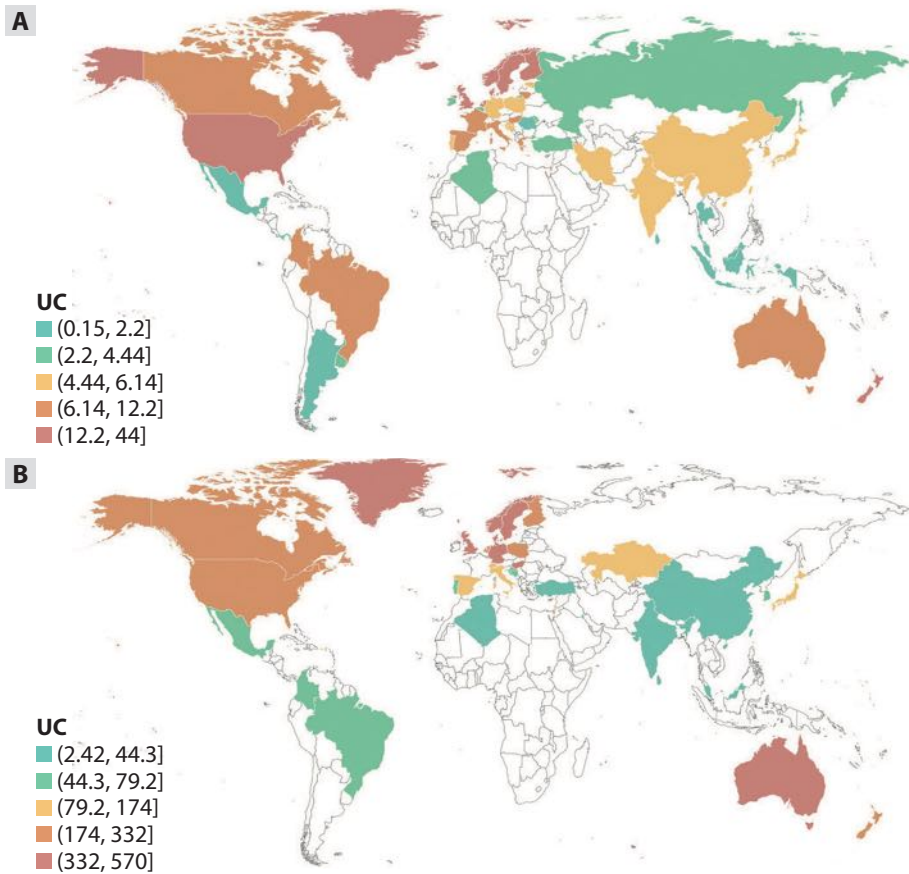 A
UC
(0.15, 2.2]
(2.2, 4.44]
(4.44, 6.14]
(6.14, 12.2]
(12.2, 44]
B
UC
(2.42, 44.3]
(44.3, 79.2]
(79.2, 174]
(174, 332]
(332, 570]